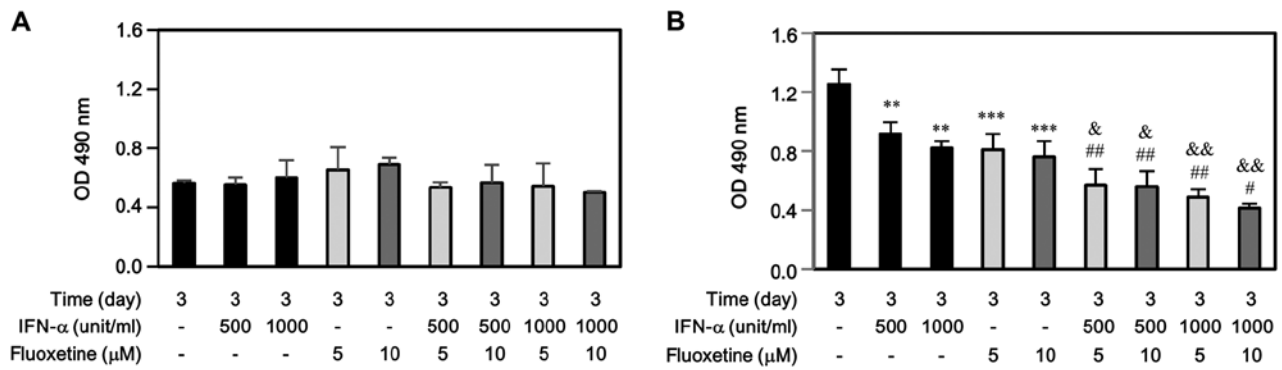 A
OD 490 nm
1.6
1.2
0.8
0.4
0.0
Time (day) 3 3 3 3 3 3 3 3 3
IFN-α (unit/ml) - 500 1000 - - 500 500 1000 1000
Fluoxetine (μM) - - - 5 10 5 10 5 10
B
OD 490 nm
1.6
1.2
0.8
0.4
0.0
** ** *** *** & & && &&
## ## ## #
Time (day) 3 3 3 3 3 3 3 3 3
IFN-α (unit/ml) - 500 1000 - - 500 500 1000 1000
Fluoxetine (μM) - - - 5 10 5 10 5 10